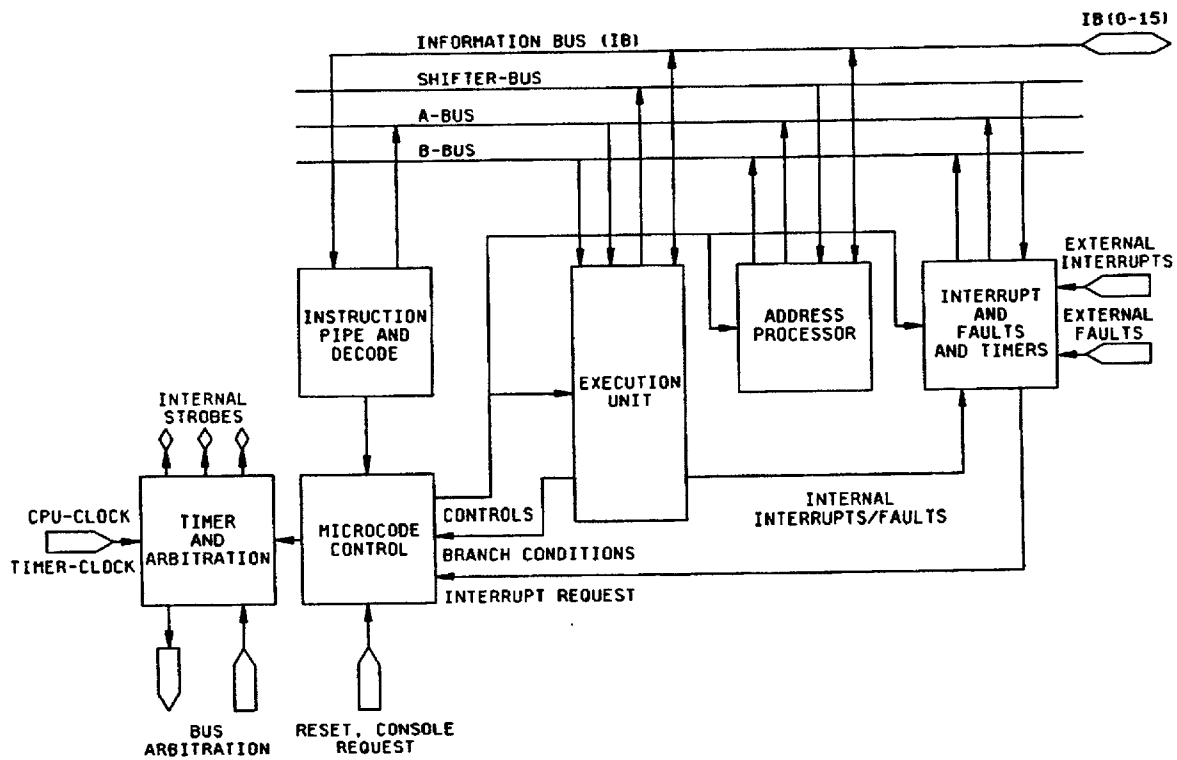 IB(0-15)
INFORMATION BUS (IB)
SHIFTER-BUS
A-BUS
B-BUS
EXTERNAL
INTERRUPTS
EXTERNAL
FAULTS
INSTRUCTION
PIPE AND
DECODE
EXECUTION
UNIT
ADDRESS
PROCESSOR
INTERRUPT
AND
FAULTS
AND TIMERS
INTERNAL
STROBES
CPU-CLOCK
TIMER-CLOCK
TIMER
AND
ARBITRATION
MICROCODE
CONTROL
CONTROLS
BRANCH CONDITIONS
INTERRUPT REQUEST
INTERNAL
INTERRUPTS/FAULTS
BUS
ARBITRATION
RESET, CONSOLE
REQUEST